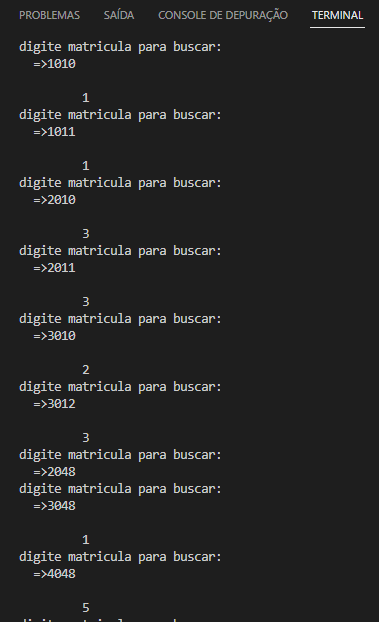 PROBLEMAS SAÍDA CONSOLE DE DEPURAÇÃO TERMINAL
digite matricula para buscar:
=>1010
1
digite matricula para buscar:
=>1011
1
digite matricula para buscar:
=>2010
3
digite matricula para buscar:
=>2011
3
digite matricula para buscar:
=>3010
2
digite matricula para buscar:
=>3012
3
digite matricula para buscar:
=>2048
digite matricula para buscar:
=>3048
1
digite matricula para buscar:
=>4048
5